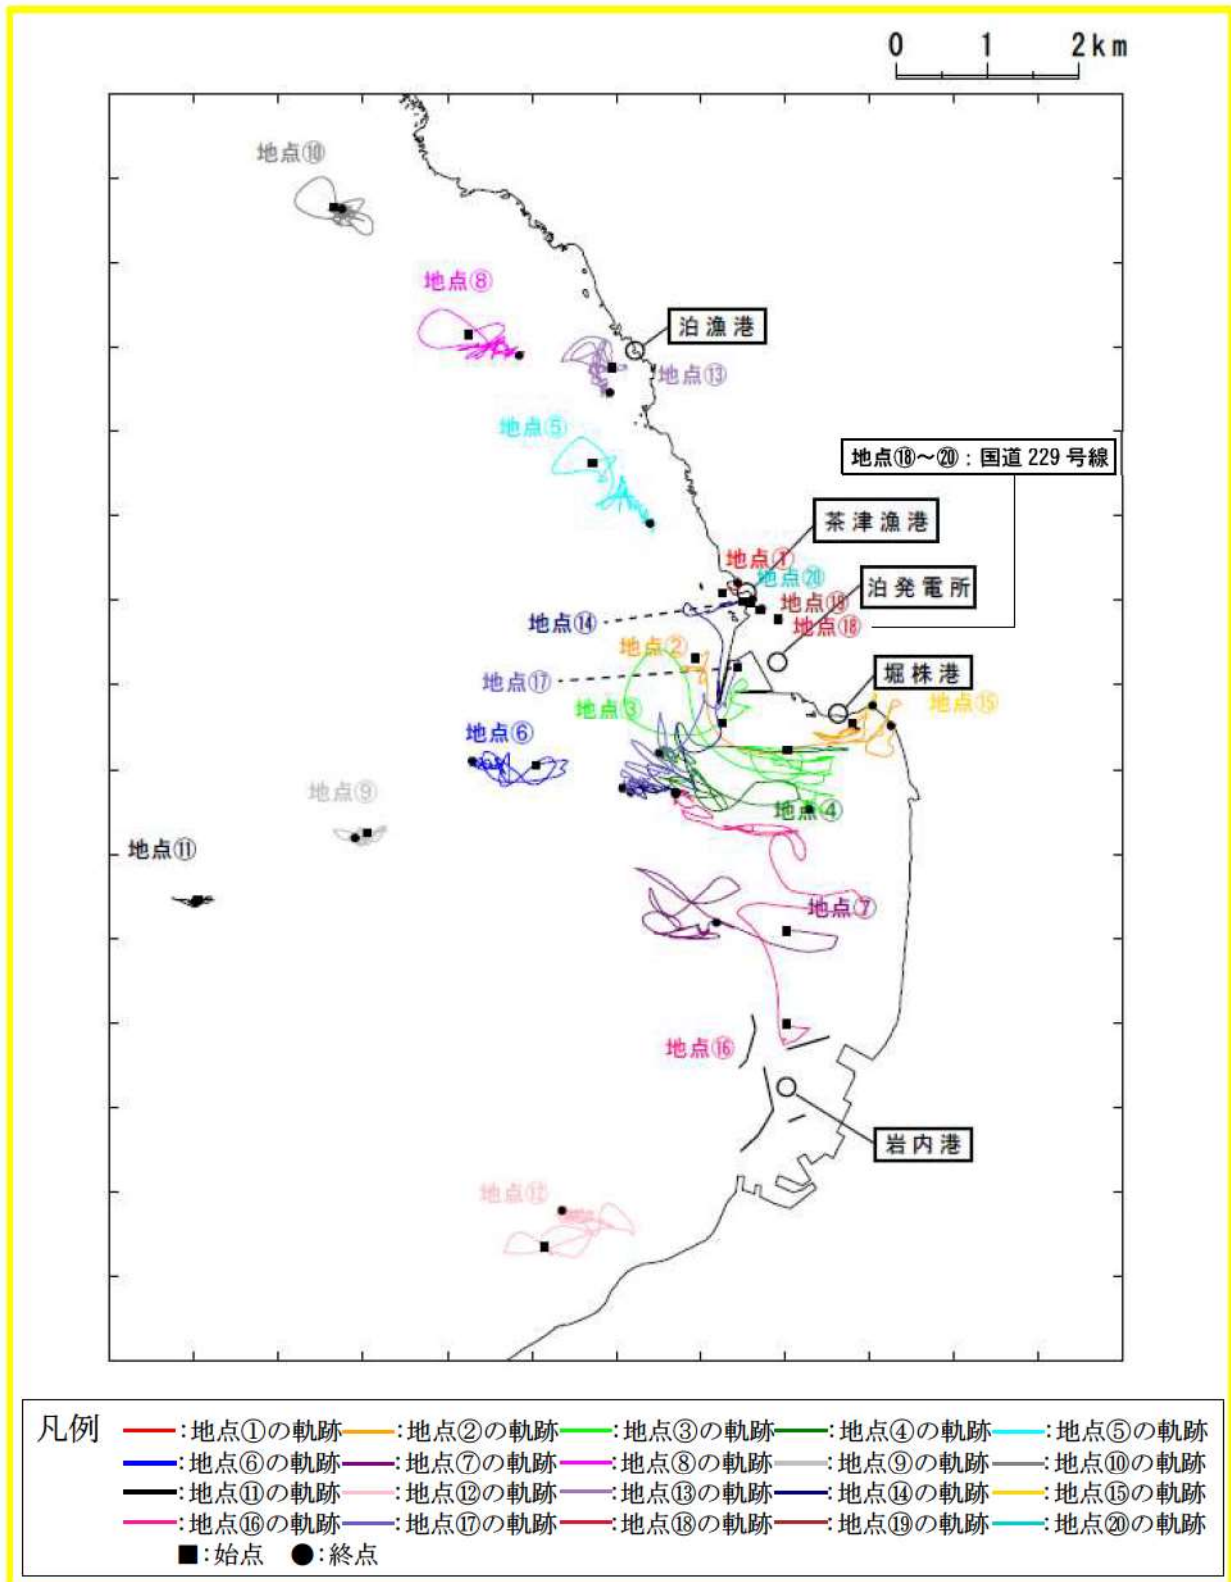 0 1 2km
地点⑩
地点⑧
泊漁港
地点⑬
地点⑤
地点⑱～⑳：国道229号線
茶津漁港
地点①
地点⑳
泊発電所
地点⑲
地点⑭
地点⑱
地点②
堀株港
地点⑰
地点③
地点⑮
地点⑥
地点⑨
地点④
地点⑪
地点⑦
地点⑯
岩内港
地点⑫
凡例 :地点①の軌跡 :地点②の軌跡 :地点③の軌跡 :地点④の軌跡 :地点⑤の軌跡
:地点⑥の軌跡 :地点⑦の軌跡 :地点⑧の軌跡 :地点⑨の軌跡 :地点⑩の軌跡
:地点⑪の軌跡 :地点⑫の軌跡 :地点⑬の軌跡 :地点⑭の軌跡 :地点⑮の軌跡
:地点⑯の軌跡 :地点⑰の軌跡 :地点⑱の軌跡 :地点⑲の軌跡 :地点⑳の軌跡
■:始点 ●:終点